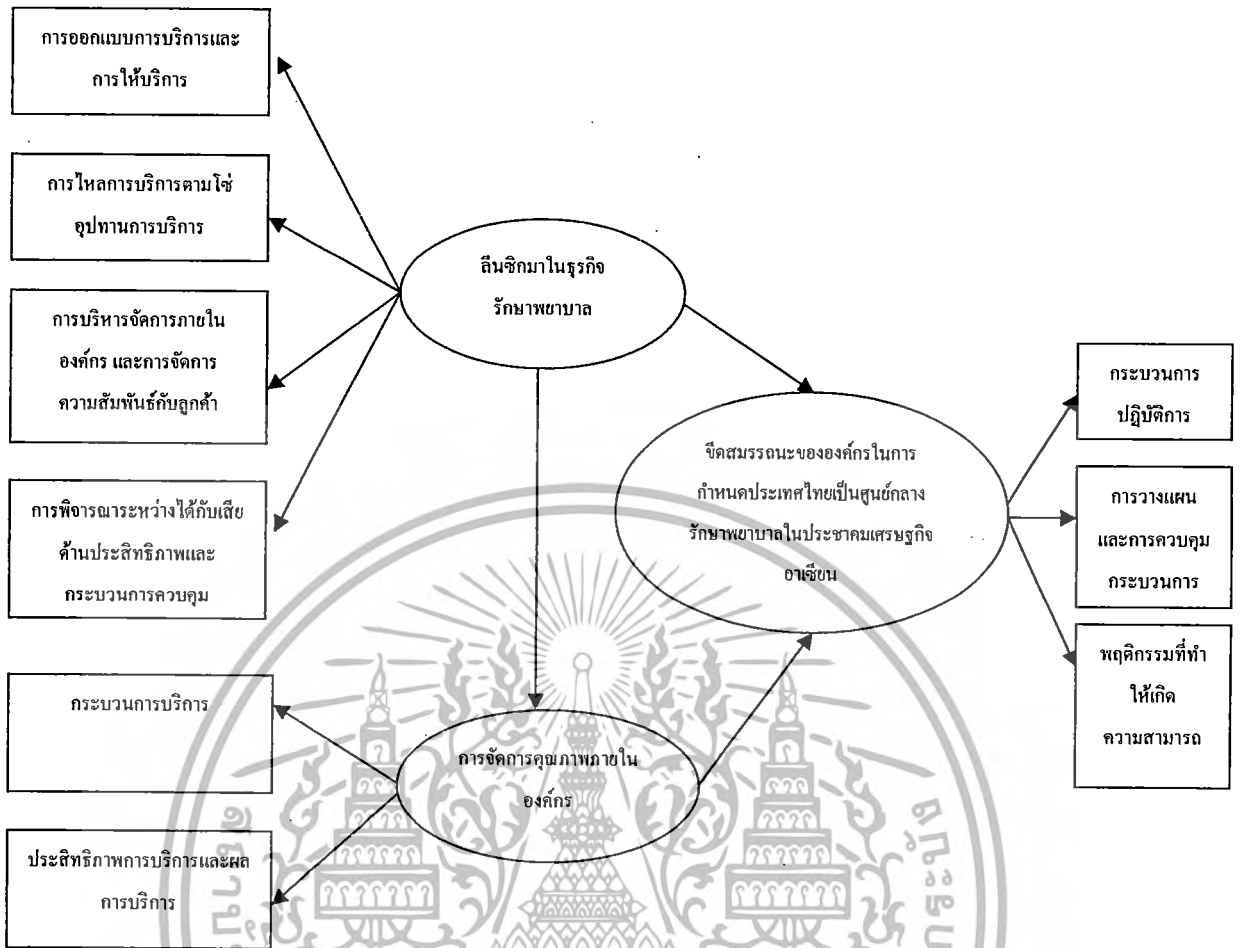 การออกแบบการบริการและ
การให้บริการ
การไหลการบริการตามโซ่
อุปทานการบริการ
การบริหารจัดการภายใน
องค์กร และการจัดการ
ความสัมพันธ์กับลูกค้า
การพิจารณาระหว่างได้กับเสีย
ด้านประสิทธิภาพและ
กระบวนการควบคุม
กระบวนการบริการ
ประสิทธิภาพการบริการและผล
การบริการ
ลีนซิกมาในธุรกิจ
รักษาพยาบาล
การจัดการคุณภาพภายใน
องค์กร
ขีดสมรรถนะขององค์กรในการ
กำหนดประเทศไทยเป็นศูนย์กลาง
รักษาพยาบาลในประชาคมเศรษฐกิจ
อาเซียน
กระบวนการ
ปฏิบัติการ
การวางแผน
และการควบคุม
กระบวนการ
พฤติกรรมที่ทำ
ให้เกิด
ความสามารถ